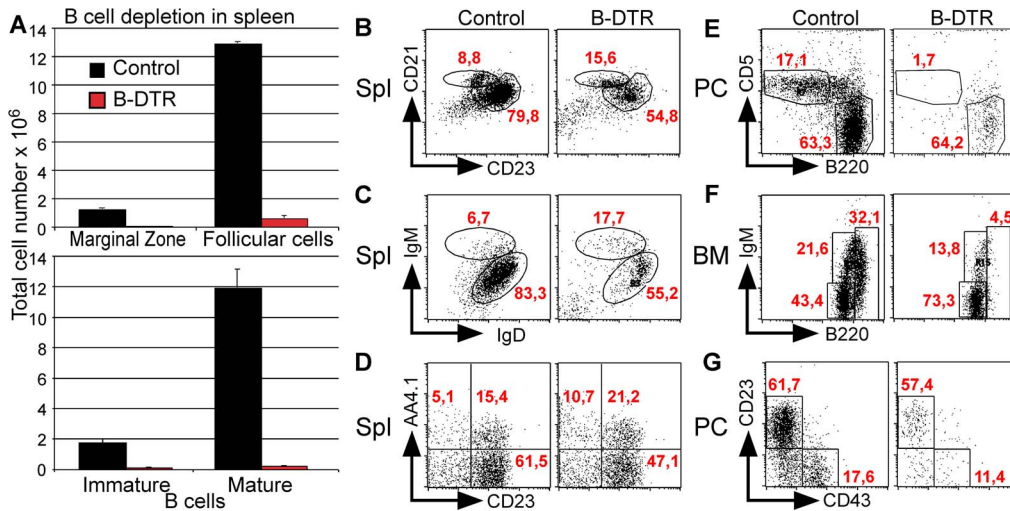 A
B cell depletion in spleen
Total cell number x 10⁶
14
12
10
8
6
4
2
0
Control
B-DTR
Marginal Zone
Follicular cells
14
12
10
8
6
4
2
0
Immature
Mature
B cells
B
Control
B-DTR
Spl
CD21
8,8
79,8
15,6
54,8
CD23
C
Spl
IgM
6,7
83,3
17,7
55,2
IgD
D
Spl
AA4.1
5,1
15,4
61,5
10,7
21,2
47,1
CD23
E
Control
B-DTR
PC
CD5
17,1
63,3
1,7
64,2
B220
F
BM
IgM
32,1
21,6
43,4
4,5
13,8
R15
73,3
B220
G
PC
CD23
61,7
17,6
57,4
11,4
CD43